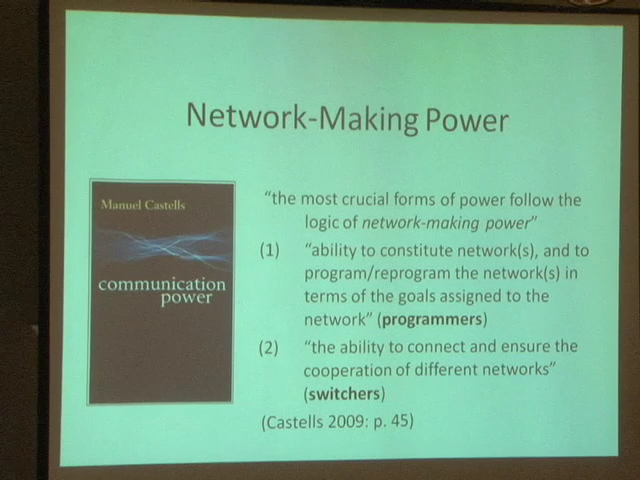 Network-Making Power
Manuel Castells
communication
power
“the most crucial forms of power follow the
logic of network-making power”
(1) “ability to constitute network(s), and to
program/reprogram the network(s) in
terms of the goals assigned to the
network” (programmers)
(2) “the ability to connect and ensure the
cooperation of different networks”
(switchers)
(Castells 2009: p. 45)